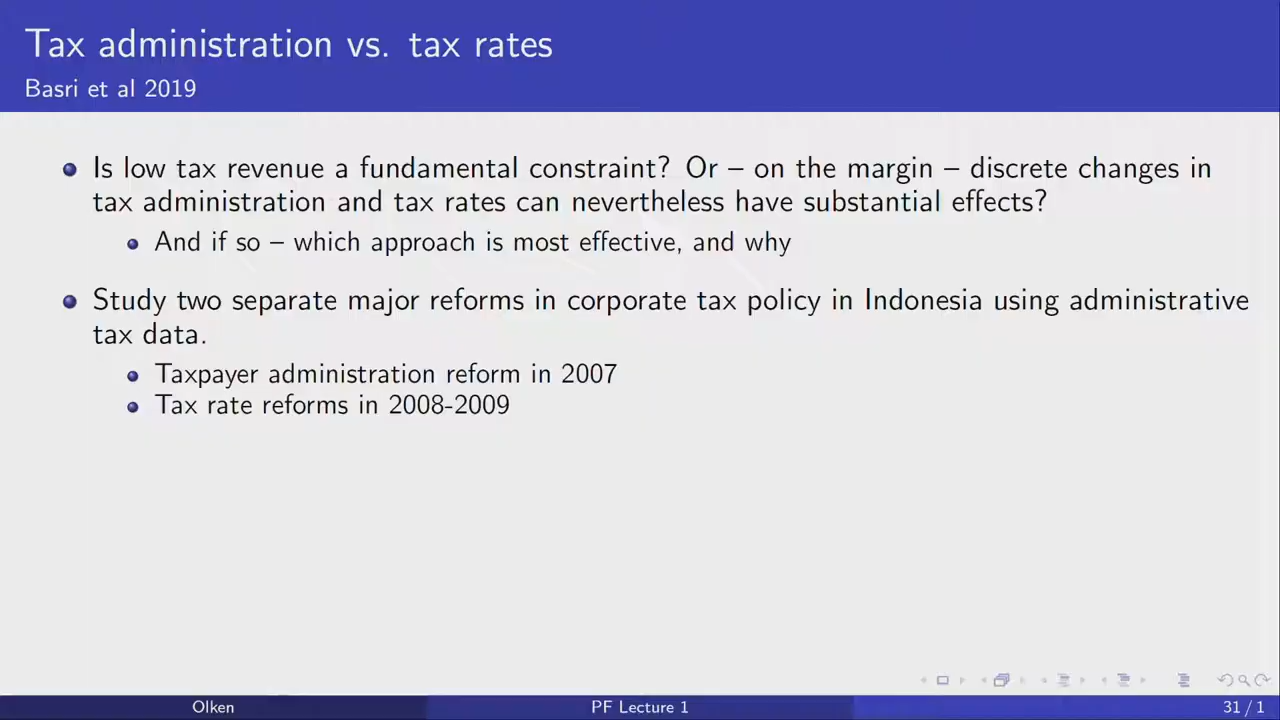 Tax administration vs. tax rates
Basri et al 2019
Is low tax revenue a fundamental constraint? Or – on the margin – discrete changes in
tax administration and tax rates can nevertheless have substantial effects?
And if so – which approach is most effective, and why
Study two separate major reforms in corporate tax policy in Indonesia using administrative
tax data.
Taxpayer administration reform in 2007
Tax rate reforms in 2008-2009
Olken
PF Lecture 1
31 / 1